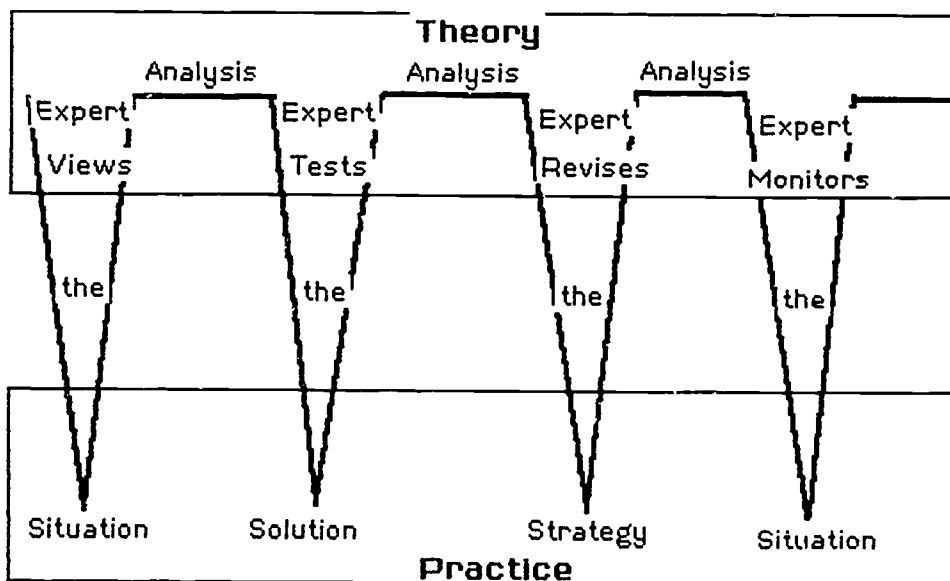 Theory
Analysis Analysis Analysis
Expert Expert Expert Expert
Views Tests Revises Monitors
the the the the
Situation Solution Strategy Situation
Practice